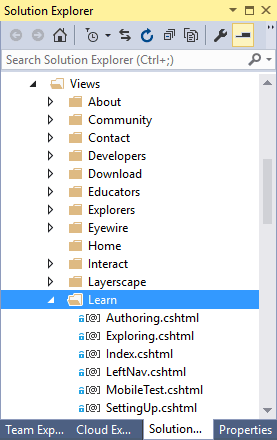 Solution Explorer
Search Solution Explorer (Ctrl+;)
Views
About
Community
Contact
Developers
Download
Educators
Explorers
Eyewire
Home
Interact
Layerscape
Learn
[@] Authoring.cshtml
[@] Exploring.cshtml
[@] Index.cshtml
[@] LeftNav.cshtml
[@] MobileTest.cshtml
[@] SettingUp.cshtml
Team Exp... Cloud Ex... Solution... Properties